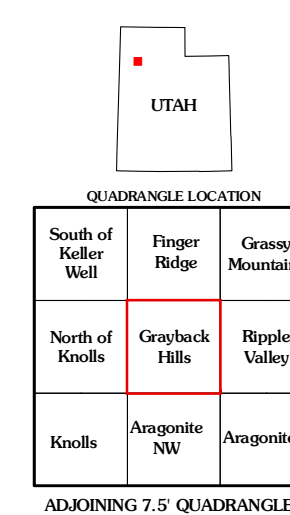 UTAH
QUADRANGLE LOCATION
South of
Keller
Well
Finger
Ridge
Grassy
Mountain
North of
Knolls
Grayback
Hills
Ripple
Valley
Knolls
Aragonite
NW
Aragonite
ADJOINING 7.5' QUADRANGLE